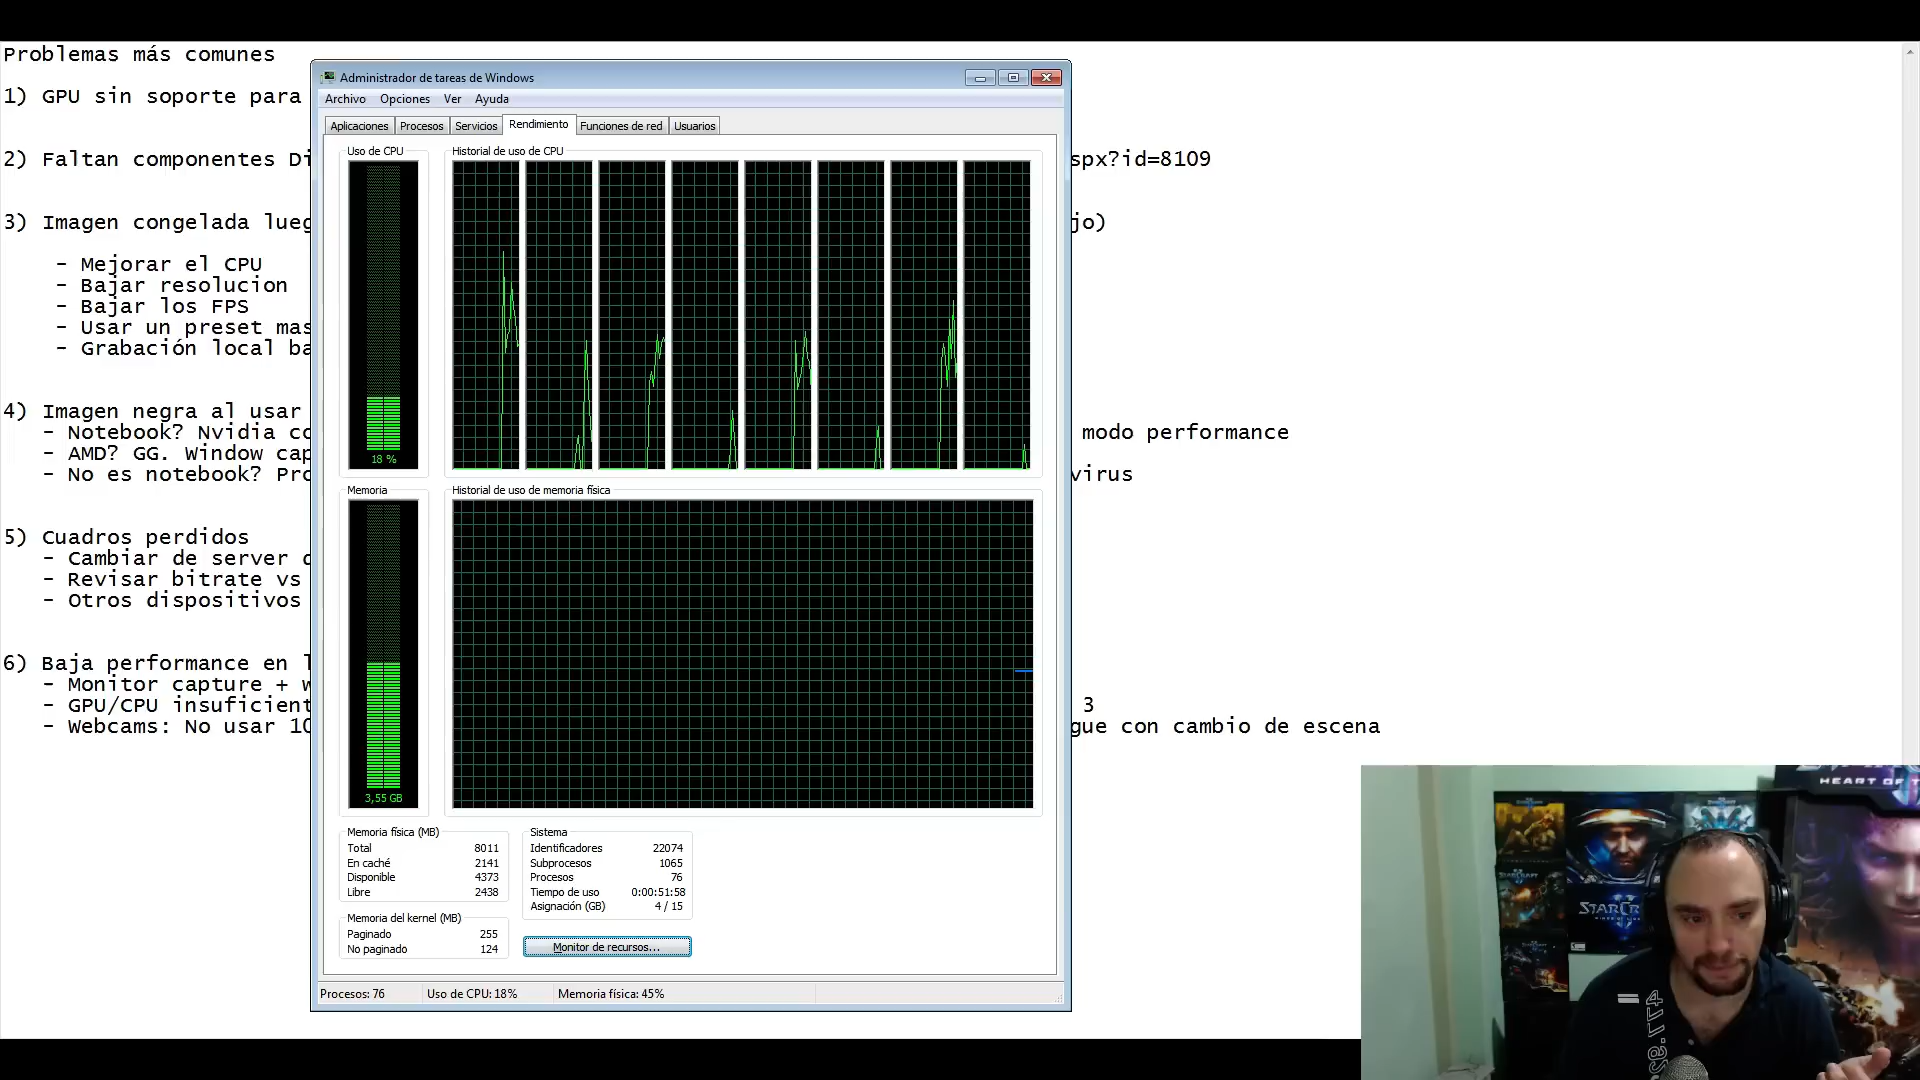 Problemas más comunes
1) GPU sin soporte para
2) Faltan componentes Di
spx?id=8109
3) Imagen congelada lueg
jo)
- Mejorar el CPU
- Bajar resolucion
- Bajar los FPS
- Usar un preset mas
- Grabación local ba
4) Imagen negra al usar
- Notebook? Nvidia co
modo performance
- AMD? GG. Window cap
- No es notebook? Pro
virus
5) Cuadros perdidos
- Cambiar de server d
- Revisar bitrate vs
- Otros dispositivos
6) Baja performance en l
- Monitor capture + w
- GPU/CPU insuficient
3
- Webcams: No usar 10
gue con cambio de escena
Administrador de tareas de Windows
Archivo Opciones Ver Ayuda
Aplicaciones Procesos Servicios Rendimiento Funciones de red Usuarios
Uso de CPU
Historial de uso de CPU
18 %
Memoria
Historial de uso de memoria física
3,55 GB
Memoria física (MB)
Total 8011
En caché 2141
Disponible 4373
Libre 2438
Memoria del kernel (MB)
Paginado 255
No paginado 124
Sistema
Identificadores 22074
Subprocesos 1065
Procesos 76
Tiempo de uso 0:00:51:58
Asignación (GB) 4 / 15
Monitor de recursos...
Procesos: 76 Uso de CPU: 18% Memoria física: 45%
HEART OF T
STARCR